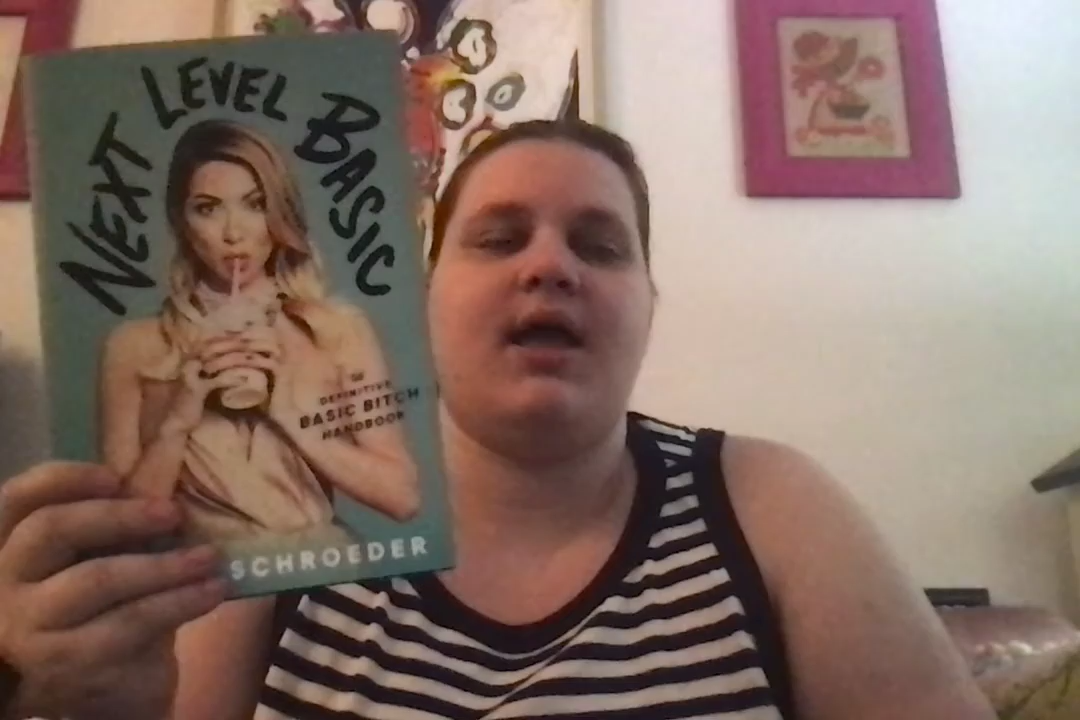 NEXT LEVEL BASIC
THE
DEFINITIVE
BASIC BITCH
HANDBOOK
SCHROEDER